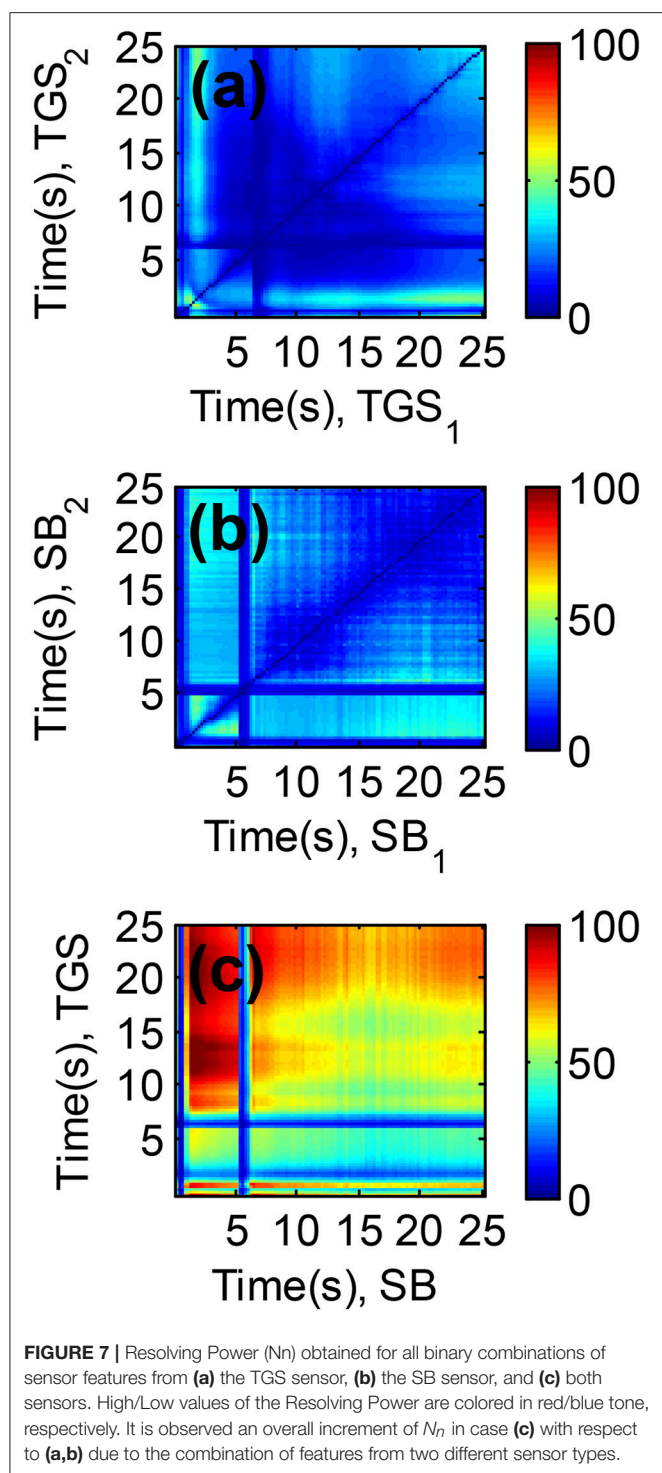 25
20
15
10
5
Time(s), TGS2
(a)
5 10 15 20 25
Time(s), TGS1
100
50
0
25
20
15
10
5
Time(s), SB2
(b)
5 10 15 20 25
Time(s), SB1
100
50
0
25
20
15
10
5
Time(s), TGS
(c)
5 10 15 20 25
Time(s), SB
100
50
0
FIGURE 7 | Resolving Power (Nn) obtained for all binary combinations of
sensor features from (a) the TGS sensor, (b) the SB sensor, and (c) both
sensors. High/Low values of the Resolving Power are colored in red/blue tone,
respectively. It is observed an overall increment of Nn in case (c) with respect
to (a,b) due to the combination of features from two different sensor types.